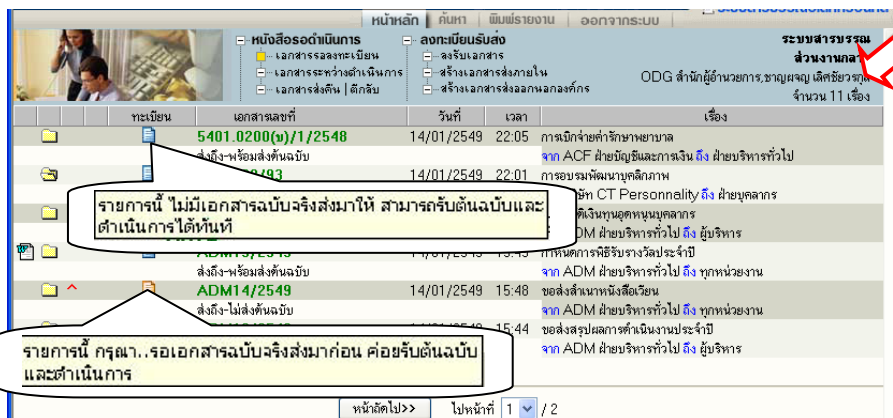 หน้าหลัก | ค้นหา | พิมพ์รายงาน | ออกจากระบบ
หนังสือรอดำเนินการ
เอกสารรอลงทะเบียน
เอกสารระหว่างดำเนินการ
เอกสารส่งคืน | ตีกลับ
ลงทะเบียนรับส่ง
ลงรับเอกสาร
สร้างเอกสารส่งภายใน
สร้างเอกสารส่งออกนอกองค์กร
ระบบสารบรรณ
ส่วนงานกลาง
ODG สำนักผู้อำนวยการ,ชาญผจญ เลิศชัยวรกุล
จำนวน 11 เรื่อง
ทะเบียน เอกสารเลขที่ วันที่ เวลา เรื่อง
5401.0200(บ)/1/2548 14/01/2549 22:05 การเบิกจ่ายค่ารักษาพยาบาล
ส่งถึง-พร้อมส่งต้นฉบับ จาก ACF ฝ่ายบัญชีและการเงิน ถึง ฝ่ายบริหารทั่วไป
/93 14/01/2549 22:01 การอบรมพัฒนาบุคลิกภาพ
CT Personnality ถึง ฝ่ายบุคลากร
รายการนี้ ไม่มีเอกสารฉบับจริงส่งมาให้ สามารถรับต้นฉบับและ
ดำเนินการได้ทันที
เงินทุนอุดหนุนบุคลากร
ฝ่ายบริหารทั่วไป ถึง ผู้บริหาร
กำหนดการพิธีรับรางวัลประจำปี
ส่งถึง-พร้อมส่งต้นฉบับ จาก ADM ฝ่ายบริหารทั่วไป ถึง ทุกหน่วยงาน
ADM14/2549 14/01/2549 15:48 ขอส่งสำเนาหนังสือเวียน
ส่งถึง-ไม่ส่งต้นฉบับ จาก ADM ฝ่ายบริหารทั่วไป ถึง ทุกหน่วยงาน
15:44 ขอส่งสรุปผลการดำเนินงานประจำปี
จาก ADM ฝ่ายบริหารทั่วไป ถึง ผู้บริหาร
รายการนี้ กรุณา..รอเอกสารฉบับจริงส่งมาก่อน ค่อยรับต้นฉบับ
และดำเนินการ
หน้าถัดไป>> ไปหน้าที่ 1 / 2